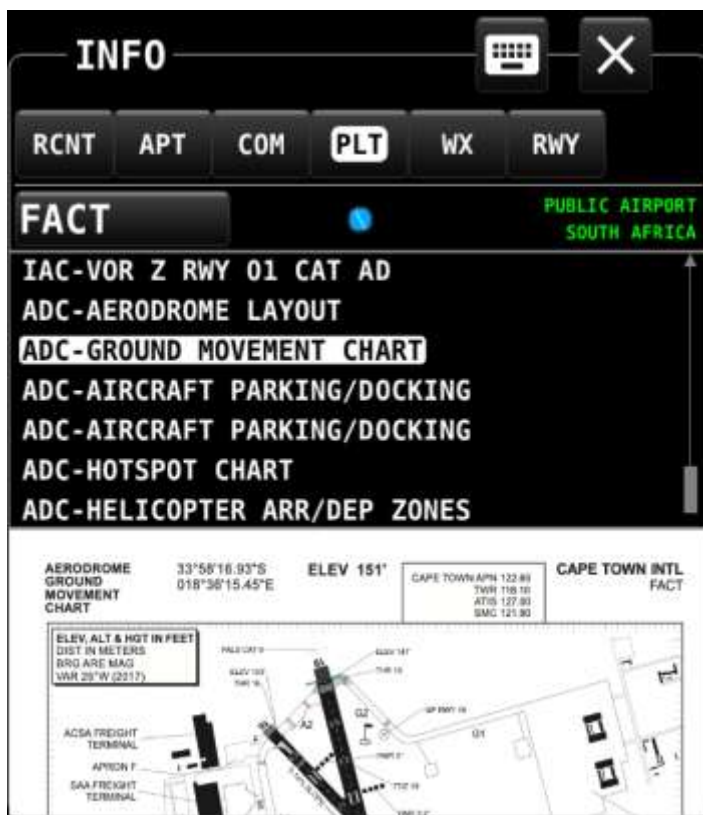 INFO
RCNT APT COM PLT WX RWY
FACT
PUBLIC AIRPORT
SOUTH AFRICA
IAC-VOR Z RWY 01 CAT AD
ADC-AERODROME LAYOUT
ADC-GROUND MOVEMENT CHART
ADC-AIRCRAFT PARKING/DOCKING
ADC-AIRCRAFT PARKING/DOCKING
ADC-HOTSPOT CHART
ADC-HELICOPTER ARR/DEP ZONES
AERODROME
GROUND
MOVEMENT
CHART
33°58'16.93"S
018°36'15.45"E
ELEV 151'
CAPE TOWN APN
TWR 118.10
ATIS 127.00
SMC 121.90
CAPE TOWN INTL
FACT
ELEV, ALT & HGT IN FEET
DIST IN METERS
BRG ARE MAG
VAR 25°W (2017)
A2
G2
G1
ACSA FREIGHT
TERMINAL
APRON F
SAA FREIGHT
TERMINAL